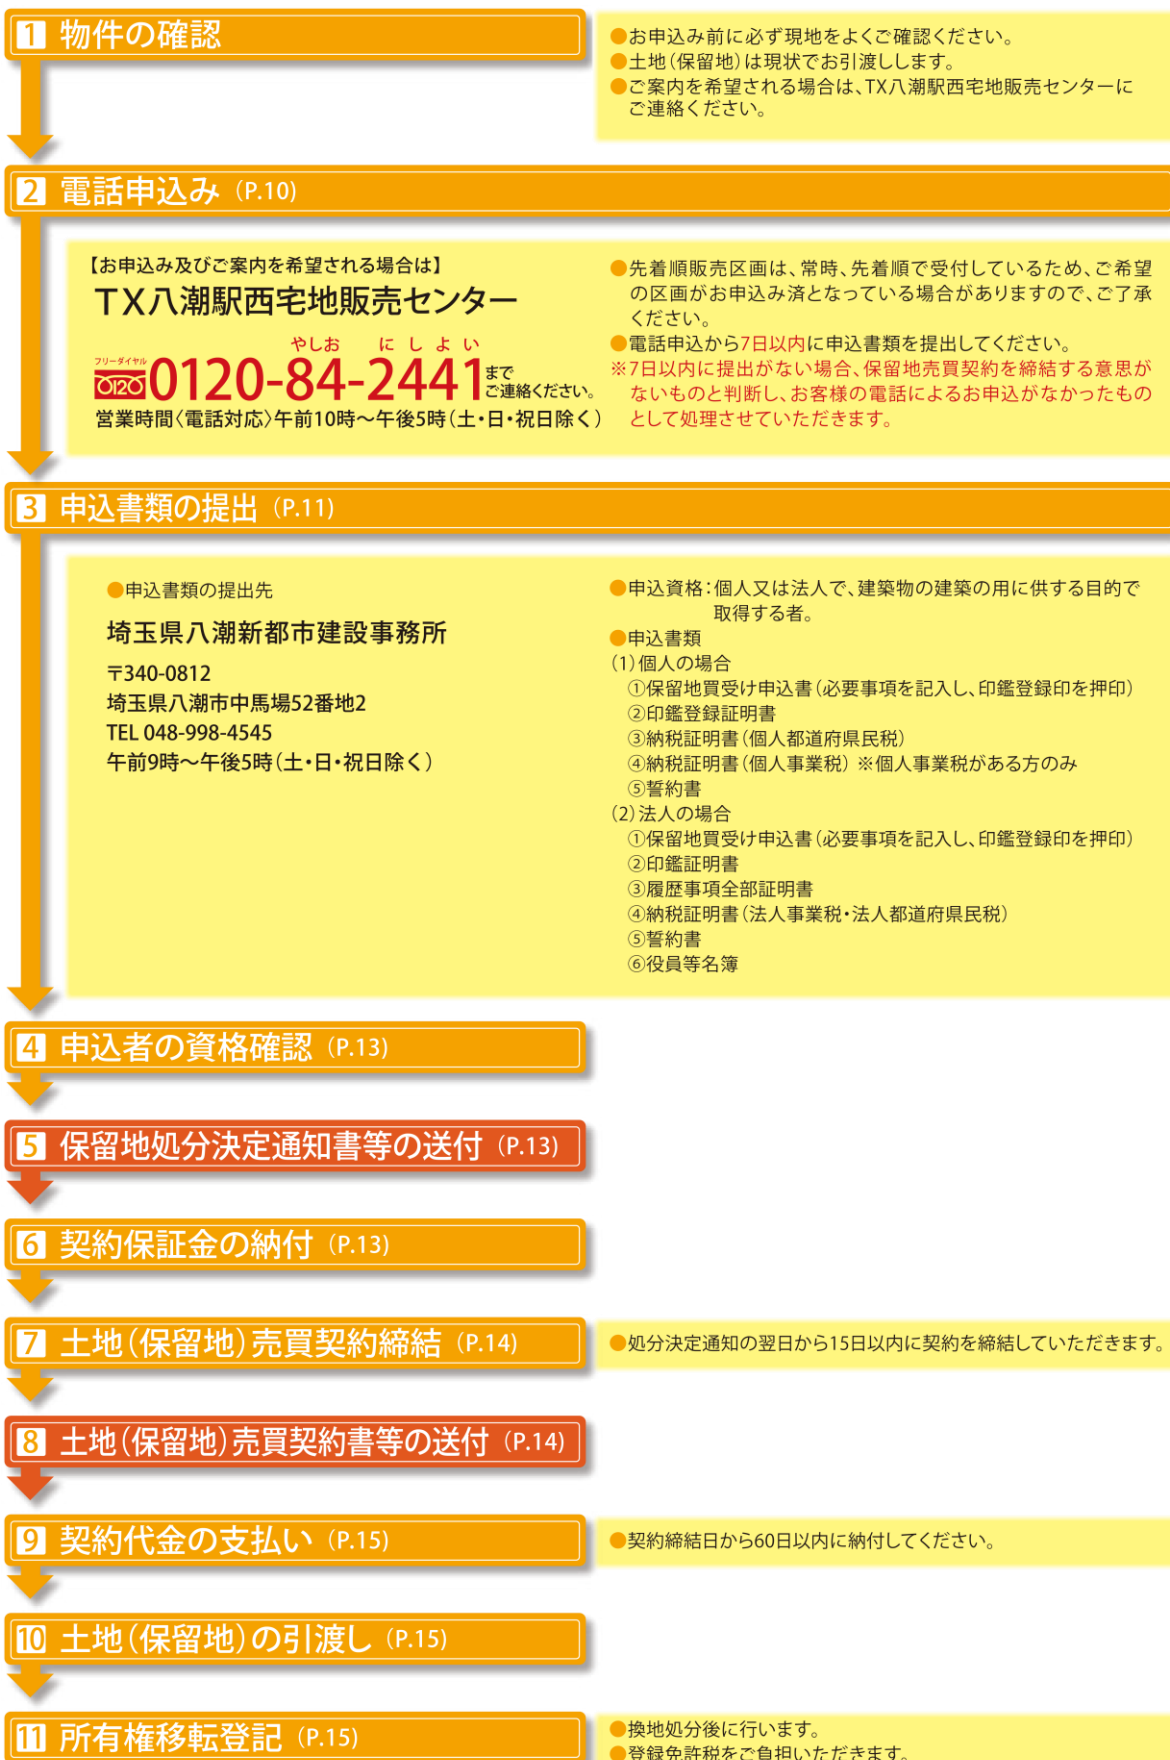 1 物件の確認
●お申込み前に必ず現地をよくご確認ください。
●土地(保留地)は現状でお引渡しします。
●ご案内を希望される場合は、TX八潮駅西宅地販売センターに
ご連絡ください。
2 電話申込み (P.10)
【お申込み及びご案内を希望される場合は】
TX八潮駅西宅地販売センター
やしお にしよい
フリーダイヤル
0120 0120-84-2441 まで
ご連絡ください。
営業時間〈電話対応〉午前10時～午後5時(土・日・祝日除く)
●先着順販売区画は、常時、先着順で受付しているため、ご希望
の区画がお申込み済となっている場合がありますので、ご了承
ください。
●電話申込から7日以内に申込書類を提出してください。
※7日以内に提出がない場合、保留地売買契約を締結する意思が
ないものと判断し、お客様の電話によるお申込がなかったもの
として処理させていただきます。
3 申込書類の提出 (P.11)
●申込書類の提出先
埼玉県八潮新都市建設事務所
〒340-0812
埼玉県八潮市中馬場52番地2
TEL 048-998-4545
午前9時～午後5時(土・日・祝日除く)
●申込資格：個人又は法人で、建築物の建築の用に供する目的で
取得する者。
●申込書類
(1)個人の場合
①保留地買受け申込書(必要事項を記入し、印鑑登録印を押印)
②印鑑登録証明書
③納税証明書(個人都道府県民税)
④納税証明書(個人事業税) ※個人事業税がある方のみ
⑤誓約書
(2)法人の場合
①保留地買受け申込書(必要事項を記入し、印鑑登録印を押印)
②印鑑証明書
③履歴事項全部証明書
④納税証明書(法人事業税・法人都道府県民税)
⑤誓約書
⑥役員等名簿
4 申込者の資格確認 (P.13)
5 保留地処分決定通知書等の送付 (P.13)
6 契約保証金の納付 (P.13)
7 土地(保留地)売買契約締結 (P.14)
●処分決定通知の翌日から15日以内に契約を締結していただきます。
8 土地(保留地)売買契約書等の送付 (P.14)
9 契約代金の支払い (P.15)
●契約締結日から60日以内に納付してください。
10 土地(保留地)の引渡し (P.15)
11 所有権移転登記 (P.15)
●換地処分後に行います。
●登録免許税をご負担いただきます。